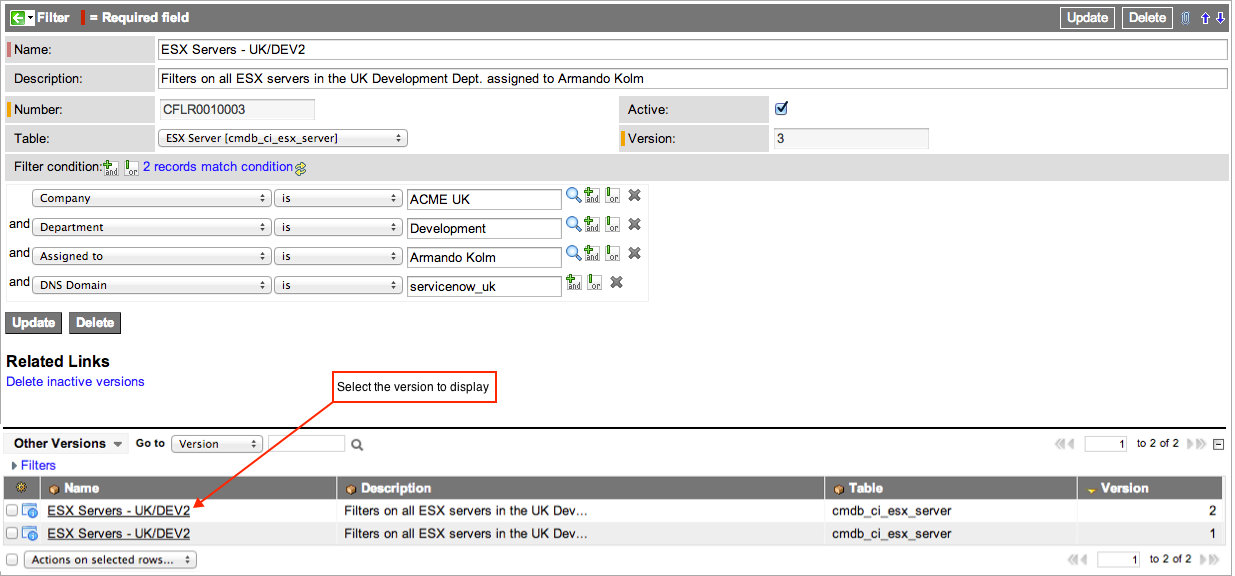 Filter = Required field Update Delete
Name: ESX Servers - UK/DEV2
Description: Filters on all ESX servers in the UK Development Dept. assigned to Armando Kolm
Number: CFLR0010003 Active:
Table: ESX Server [cmdb_ci_esx_server] Version: 3
Filter condition: and or 2 records match condition
Company is ACME UK and or
and Department is Development and or
and Assigned to is Armando Kolm and or
and DNS Domain is servicenow_uk and or
Update Delete
Related Links
Delete inactive versions
Select the version to display
Other Versions Go to Version 1 to 2 of 2
Filters
Name Description Table Version
ESX Servers - UK/DEV2 Filters on all ESX servers in the UK Dev... cmdb_ci_esx_server 2
ESX Servers - UK/DEV2 Filters on all ESX servers in the UK Dev... cmdb_ci_esx_server 1
Actions on selected rows... 1 to 2 of 2